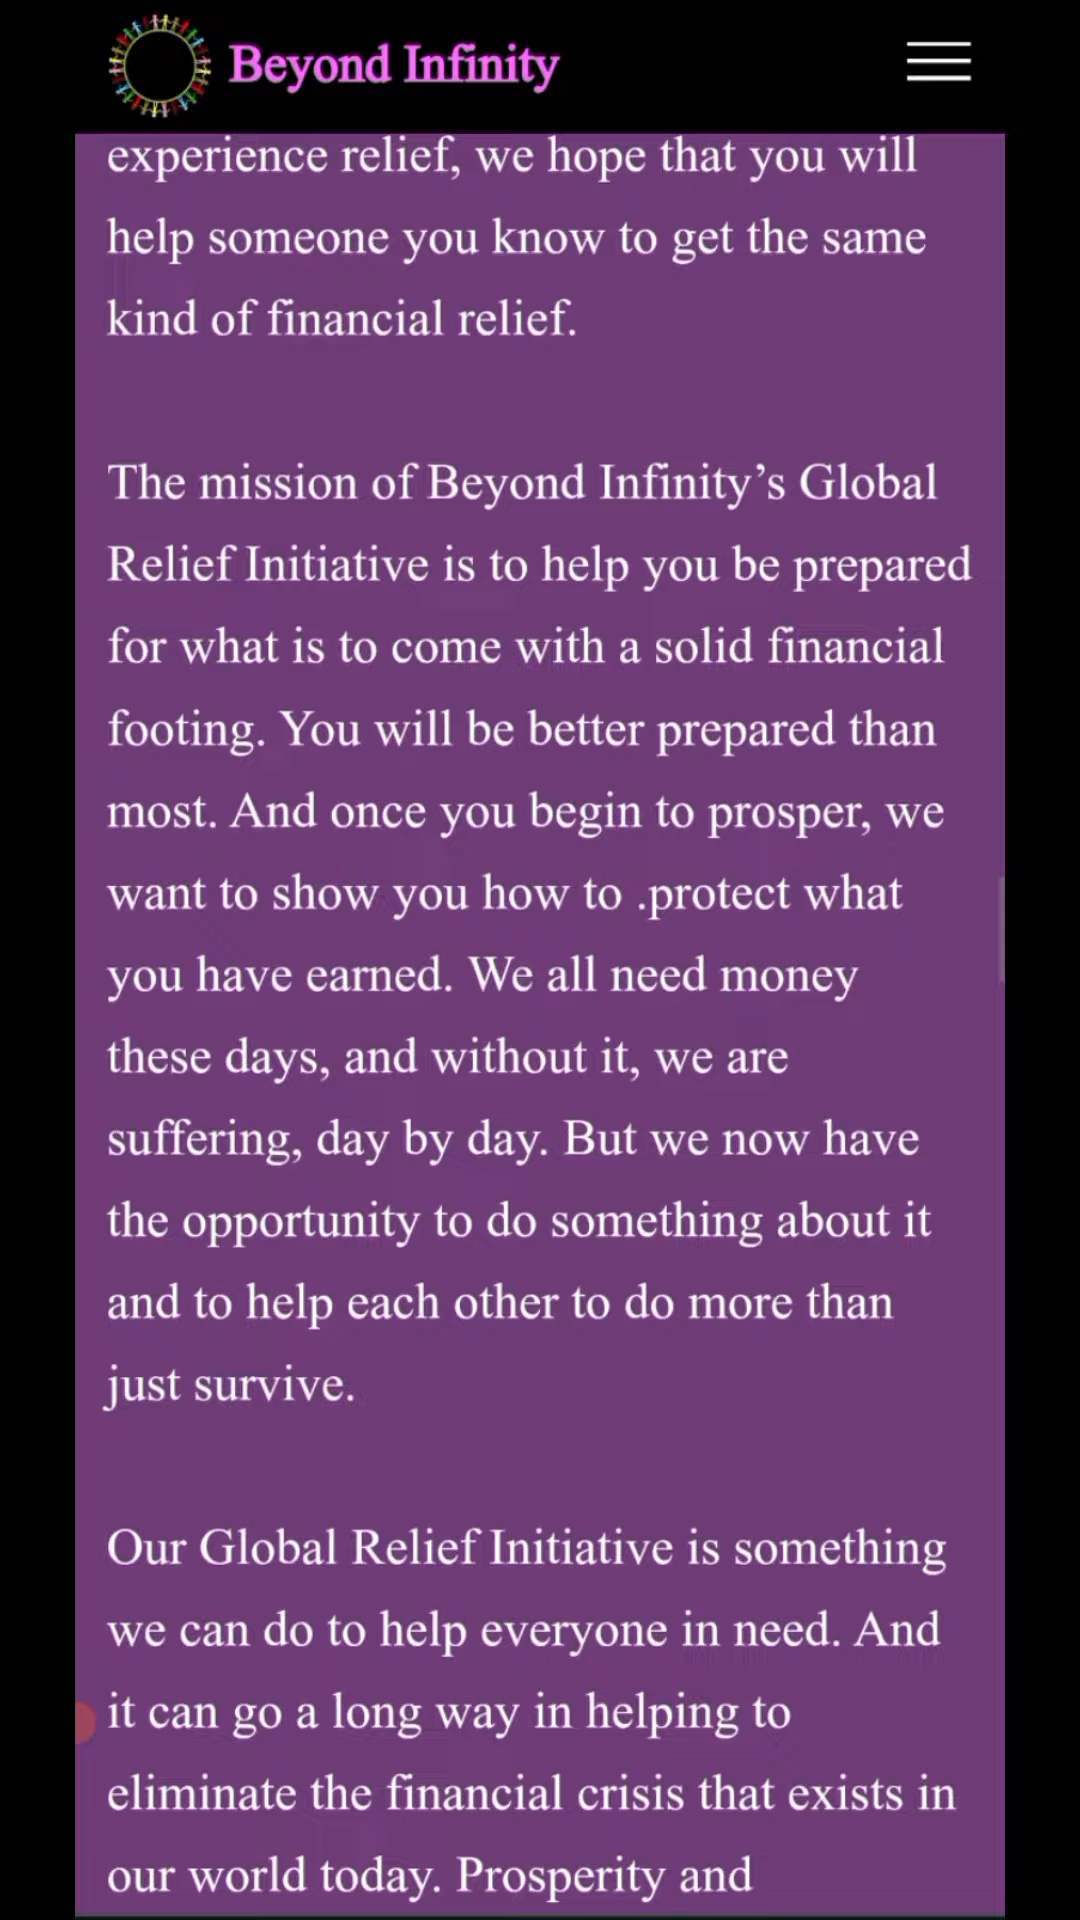 Beyond Infinity
experience relief, we hope that you will
help someone you know to get the same
kind of financial relief.
The mission of Beyond Infinity’s Global
Relief Initiative is to help you be prepared
for what is to come with a solid financial
footing. You will be better prepared than
most. And once you begin to prosper, we
want to show you how to .protect what
you have earned. We all need money
these days, and without it, we are
suffering, day by day. But we now have
the opportunity to do something about it
and to help each other to do more than
just survive.
Our Global Relief Initiative is something
we can do to help everyone in need. And
it can go a long way in helping to
eliminate the financial crisis that exists in
our world today. Prosperity and